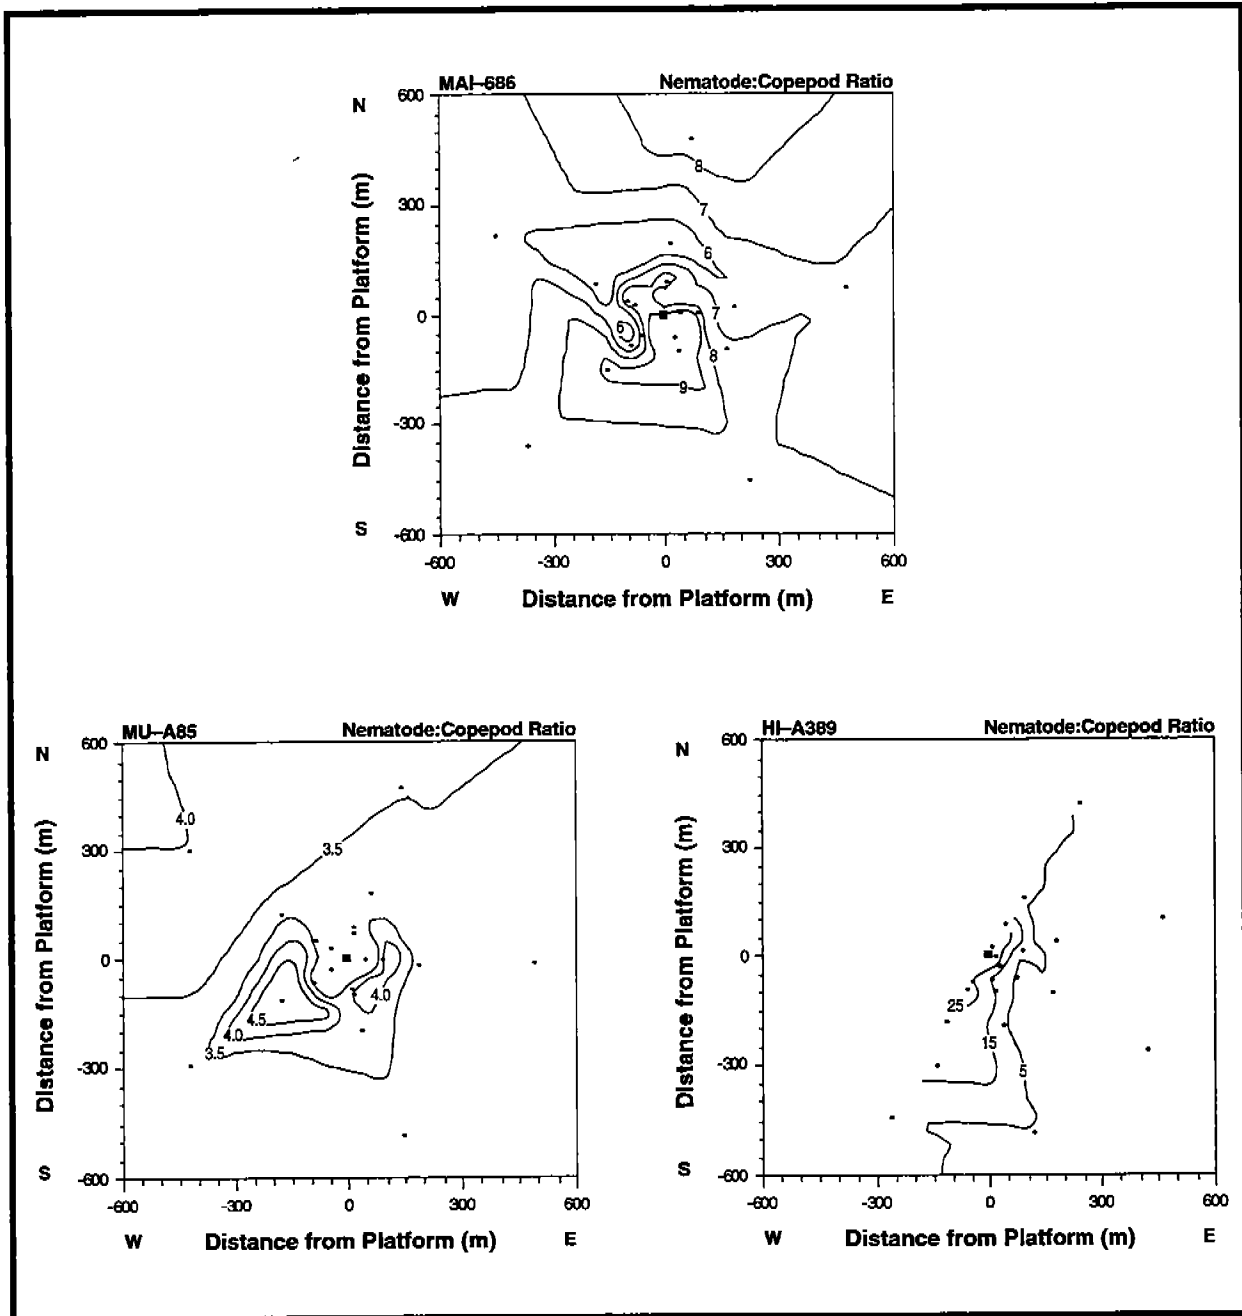 MAI-686 Nematode:Copepod Ratio
N
600
300
0
-300
-600
S
Distance from Platform (m)
8
7
6
7
6
8
9
-600 -300 0 300 600
W Distance from Platform (m) E
MU-A85 Nematode:Copepod Ratio
N
600
300
0
-300
-600
S
Distance from Platform (m)
4.0
3.5
4.0
4.5
4.0
3.5
-600 -300 0 300 600
W Distance from Platform (m) E
HI-A389 Nematode:Copepod Ratio
N
600
300
0
-300
-600
S
Distance from Platform (m)
25
15
5
-600 -300 0 300 600
W Distance from Platform (m) E